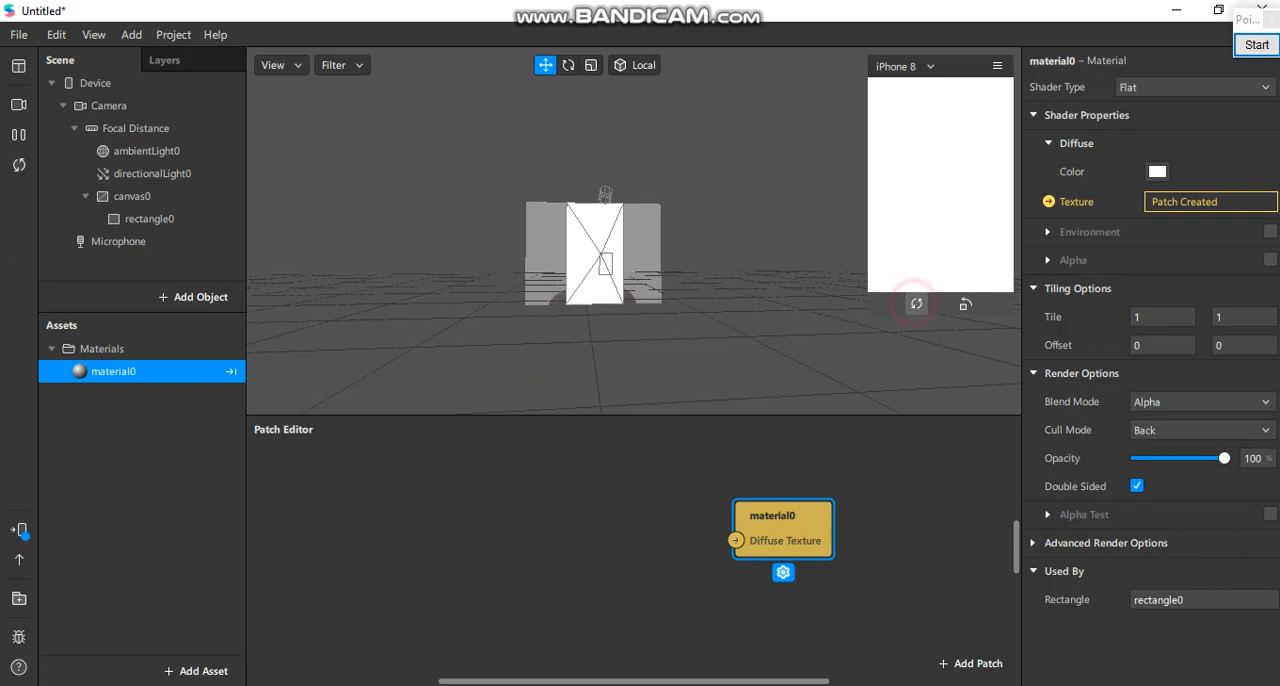 Untitled*
www.BANDICAM.com
Poi...
Start
File Edit View Add Project Help
Scene Layers
Device
Camera
Focal Distance
ambientLight0
directionalLight0
canvas0
rectangle0
Microphone
+ Add Object
Assets
Materials
material0
+ Add Asset
View Filter Local
iPhone 8
Patch Editor
material0
Diffuse Texture
+ Add Patch
material0 – Material
Shader Type Flat
Shader Properties
Diffuse
Color
Texture Patch Created
Environment
Alpha
Tiling Options
Tile 1 1
Offset 0 0
Render Options
Blend Mode Alpha
Cull Mode Back
Opacity 100 %
Double Sided
Alpha Test
Advanced Render Options
Used By
Rectangle rectangle0